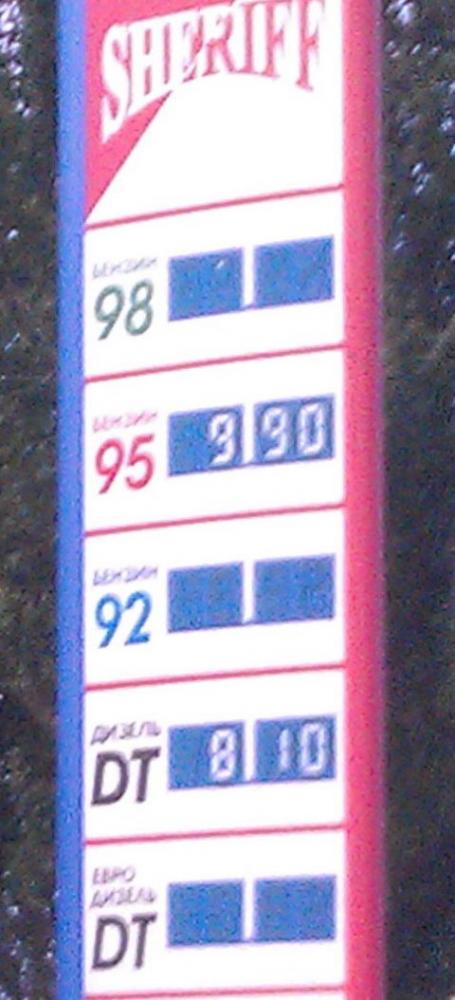 SHERIFF
БЕНЗИН
98
БЕНЗИН
95 9 90
БЕНЗИН
92
ДИЗЕЛЬ
DT 8 10
ЕВРО
ДИЗЕЛЬ
DT